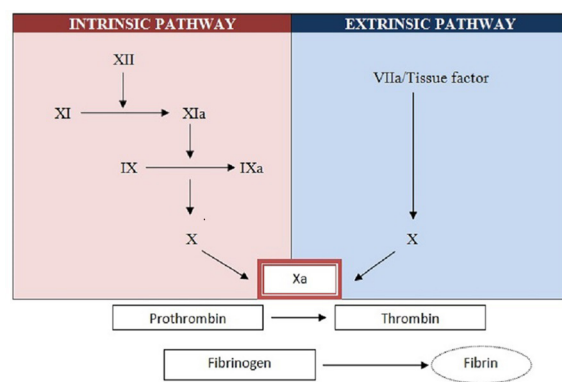 INTRINSIC PATHWAY
EXTRINSIC PATHWAY
XII
VIIa/Tissue factor
XI
XIa
IX
IXa
X
X
Xa
Prothrombin
Thrombin
Fibrinogen
Fibrin